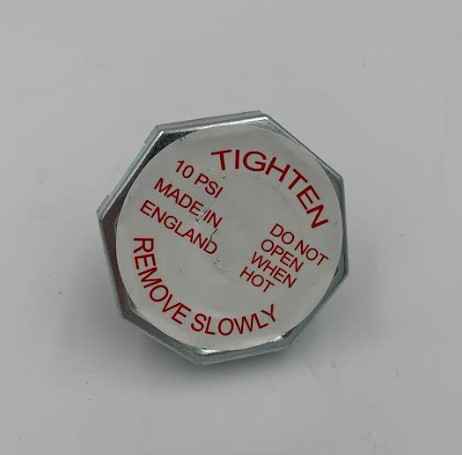 TIGHTEN
10 PSI
MADE IN
ENGLAND
DO NOT
OPEN
WHEN
HOT
REMOVE SLOWLY